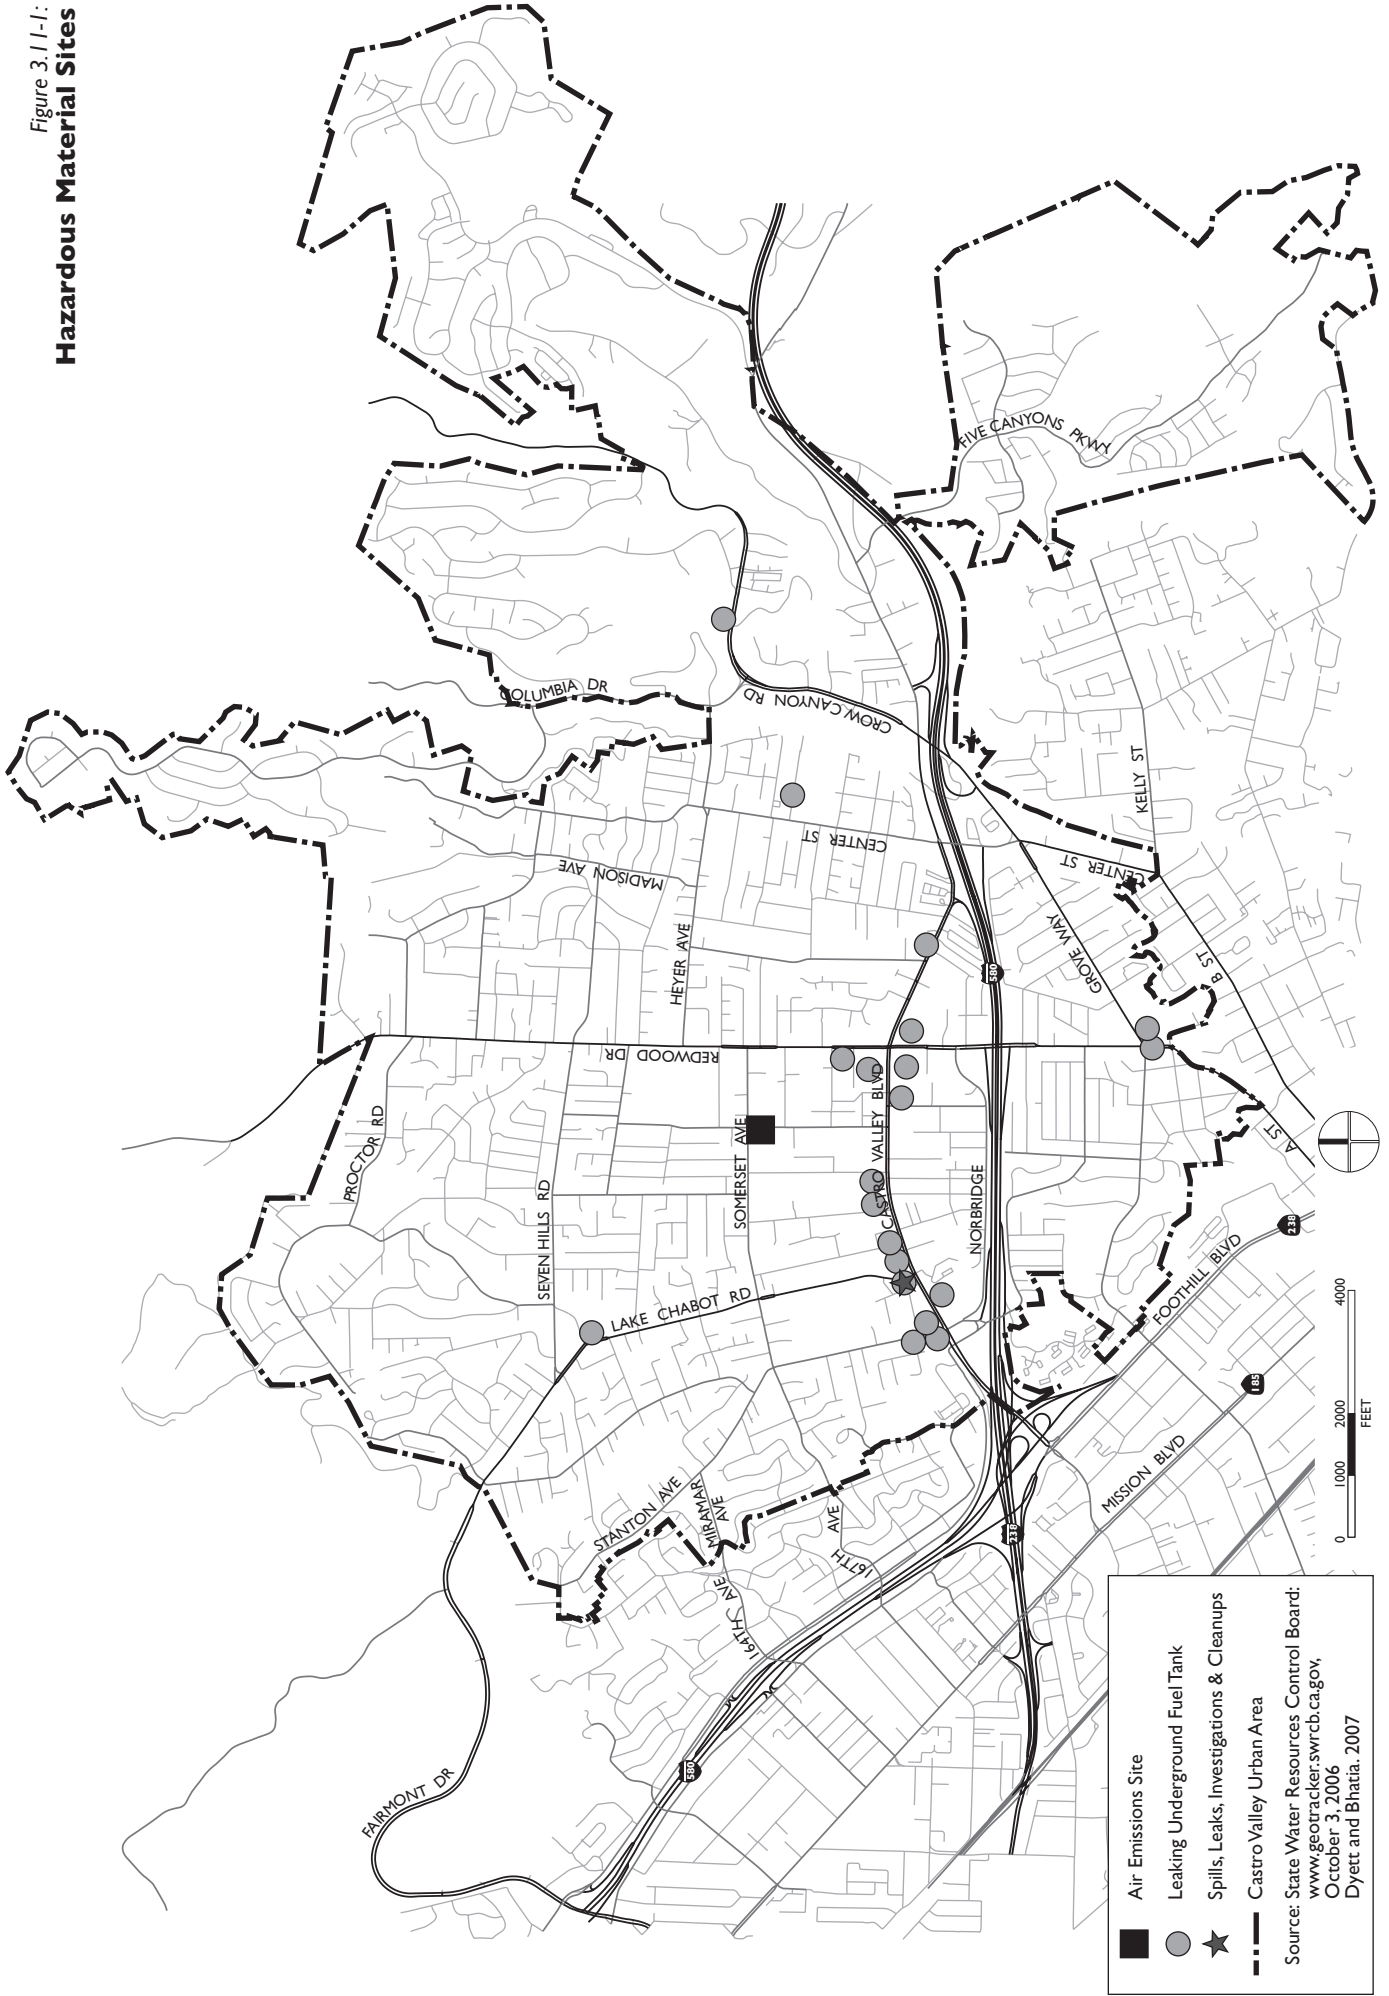 Figure 3.11-1:
Hazardous Material Sites
FIVE CANYONS PKWY
COLUMBIA DR
CROW CANYON RD
KELLY ST
CENTER ST
CENTER ST
MADISON AVE
HEYER AVE
GROVE WAY
B ST
580
REDWOOD DR
PROCTOR RD
SEVEN HILLS RD
SOMERSET AVE
CASTRO VALLEY BLVD
NORBRIDGE
A ST
238
FOOTHILL BLVD
LAKE CHABOT RD
185
MISSION BLVD
STANTON AVE
MIRAMAR AVE
167TH AVE
164TH AVE
238
580
FAIRMONT DR
0 1000 2000 4000
FEET
Air Emissions Site
Leaking Underground Fuel Tank
Spills, Leaks, Investigations & Cleanups
Castro Valley Urban Area
Source: State Water Resources Control Board:
www.geotracker.swrcb.ca.gov,
October 3, 2006
Dyett and Bhatia. 2007